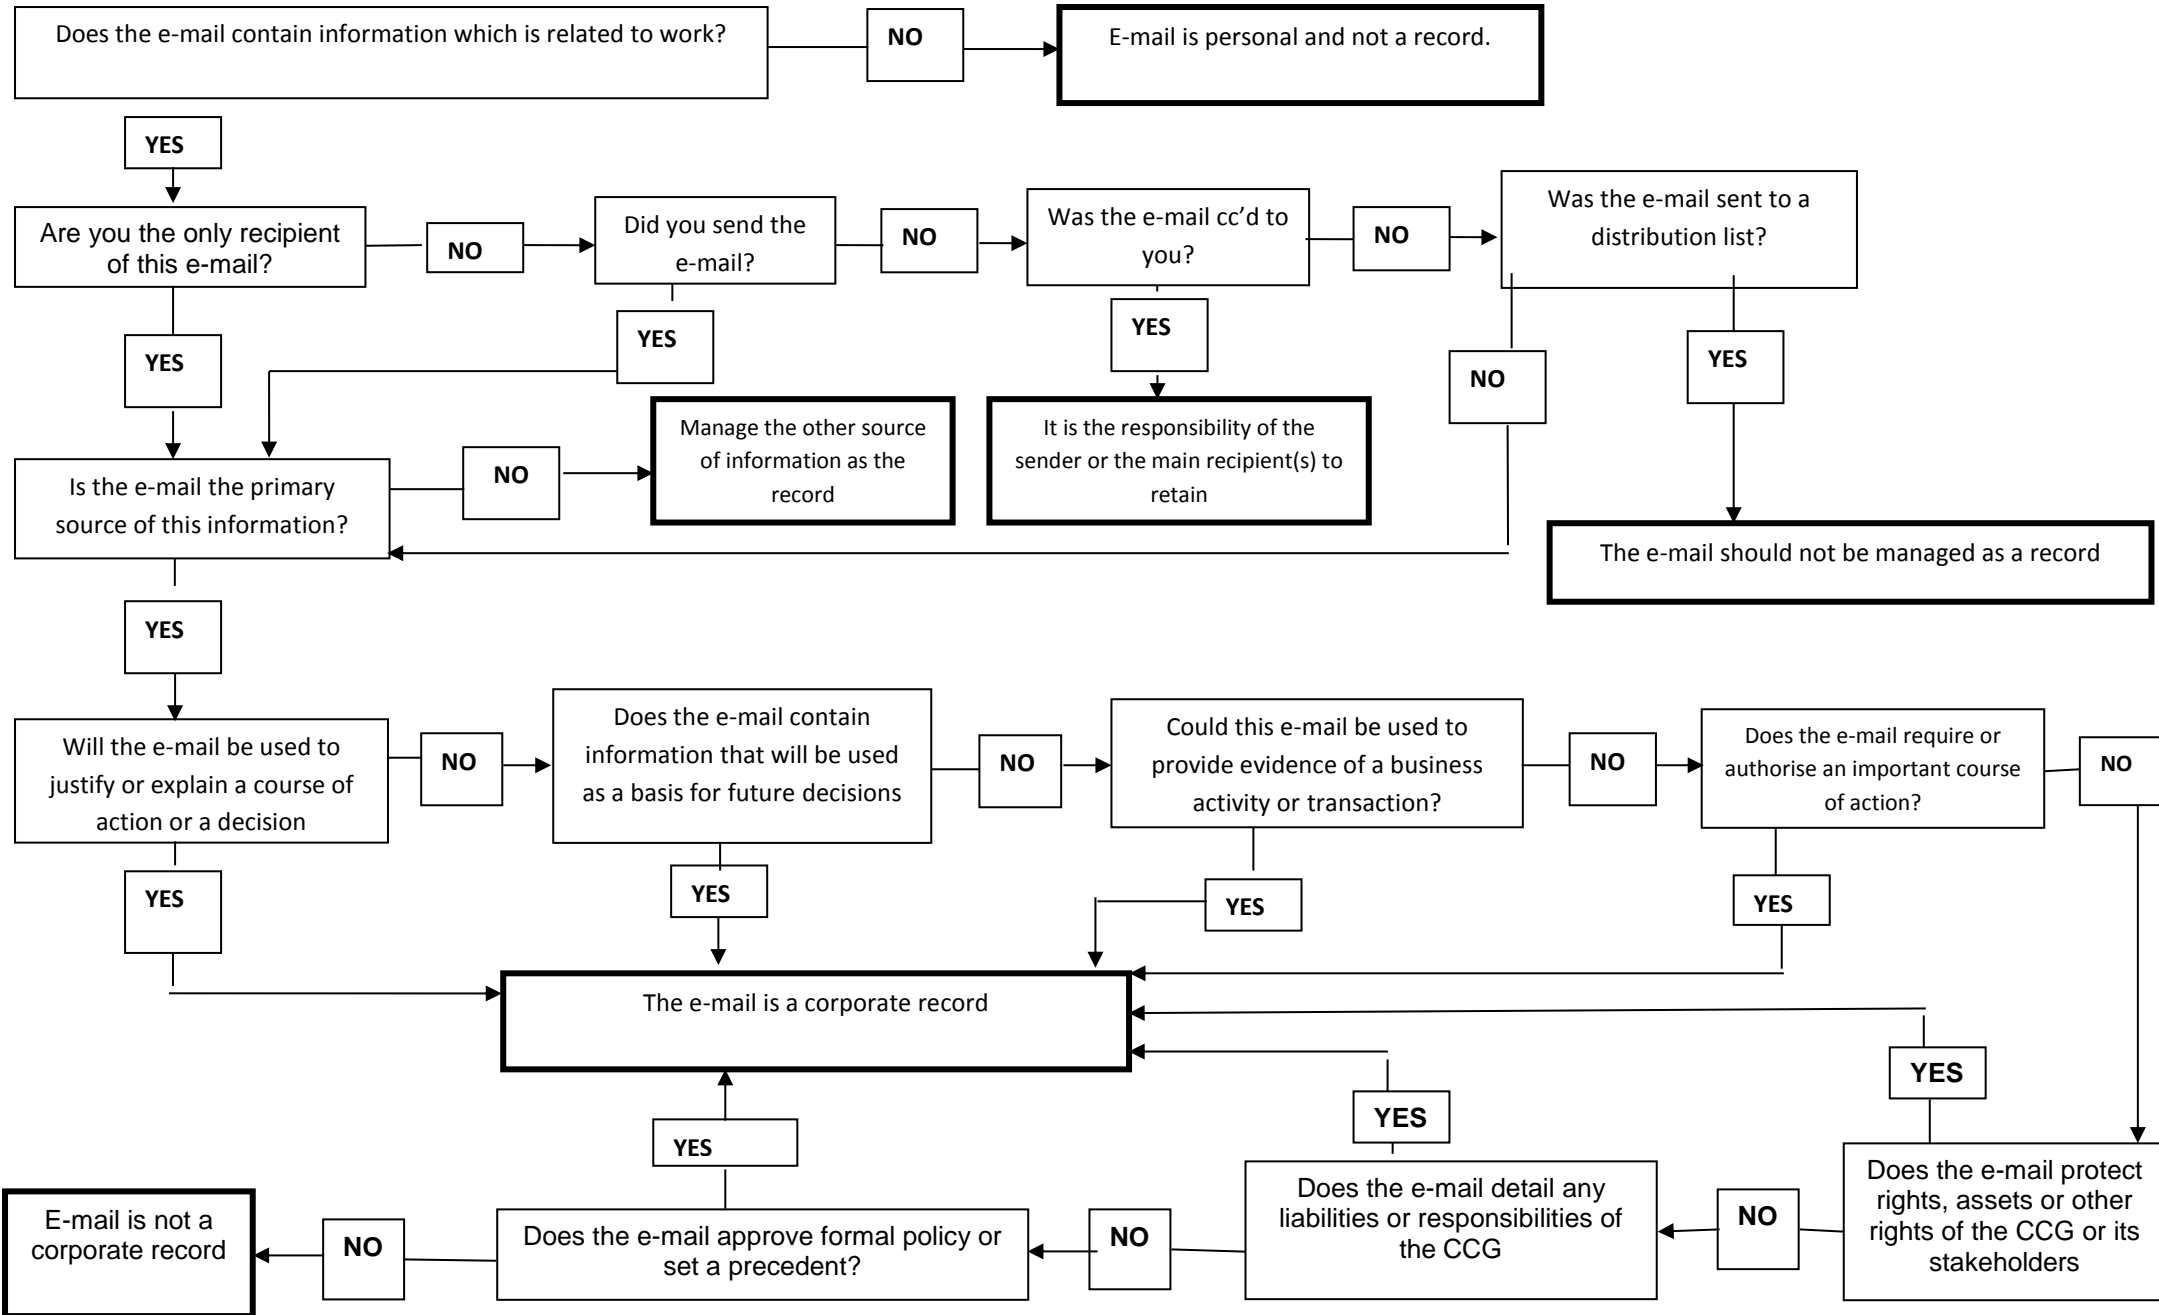 Does the e-mail contain information which is related to work?
NO
E-mail is personal and not a record.
YES
Are you the only recipient
of this e-mail?
NO
Did you send the
e-mail?
NO
Was the e-mail cc’d to
you?
NO
Was the e-mail sent to a
distribution list?
YES
YES
YES
NO
YES
Is the e-mail the primary
source of this information?
NO
Manage the other source
of information as the
record
It is the responsibility of the
sender or the main recipient(s) to
retain
The e-mail should not be managed as a record
YES
Will the e-mail be used to
justify or explain a course of
action or a decision
NO
Does the e-mail contain
information that will be used
as a basis for future decisions
NO
Could this e-mail be used to
provide evidence of a business
activity or transaction?
NO
Does the e-mail require or
authorise an important course
of action?
NO
YES
YES
YES
YES
The e-mail is a corporate record
YES
YES
YES
E-mail is not a
corporate record
NO
Does the e-mail approve formal policy or
set a precedent?
NO
Does the e-mail detail any
liabilities or responsibilities of
the CCG
NO
Does the e-mail protect
rights, assets or other
rights of the CCG or its
stakeholders